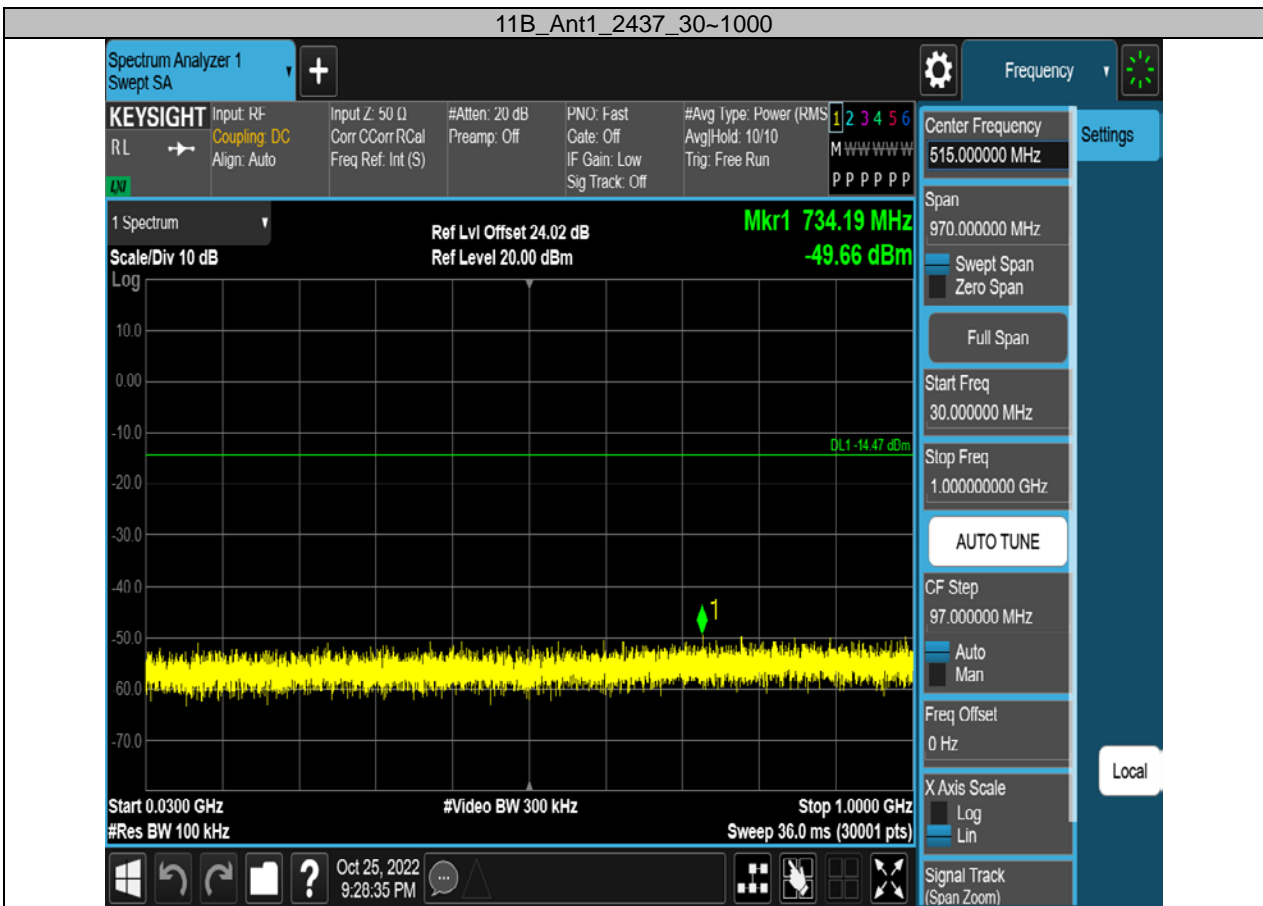 11B_Ant1_2437_30~1000
Spectrum Analyzer 1
Swept SA
+
Frequency
KEYSIGHT
RL
LXI
Input: RF
Coupling: DC
Align: Auto
Input Z: 50 Ω
Corr CCorr RCal
Freq Ref: Int (S)
#Atten: 20 dB
Preamp: Off
PNO: Fast
Gate: Off
IF Gain: Low
Sig Track: Off
#Avg Type: Power (RMS
Avg|Hold: 10/10
Trig: Free Run
1 2 3 4 5 6
M W W W W W
P P P P P P
1 Spectrum
Scale/Div 10 dB
Ref Lvl Offset 24.02 dB
Ref Level 20.00 dBm
Mkr1 734.19 MHz
-49.66 dBm
Log
10.0
0.00
-10.0
DL1 -14.47 dBm
-20.0
-30.0
-40.0
1
-50.0
-60.0
-70.0
Start 0.0300 GHz
#Video BW 300 kHz
Stop 1.0000 GHz
#Res BW 100 kHz
Sweep 36.0 ms (30001 pts)
?
Oct 25, 2022
9:28:35 PM
Center Frequency
515.000000 MHz
Settings
Span
970.000000 MHz
Swept Span
Zero Span
Full Span
Start Freq
30.000000 MHz
Stop Freq
1.000000000 GHz
AUTO TUNE
CF Step
97.000000 MHz
Auto
Man
Freq Offset
0 Hz
Local
X Axis Scale
Log
Lin
Signal Track
(Span Zoom)